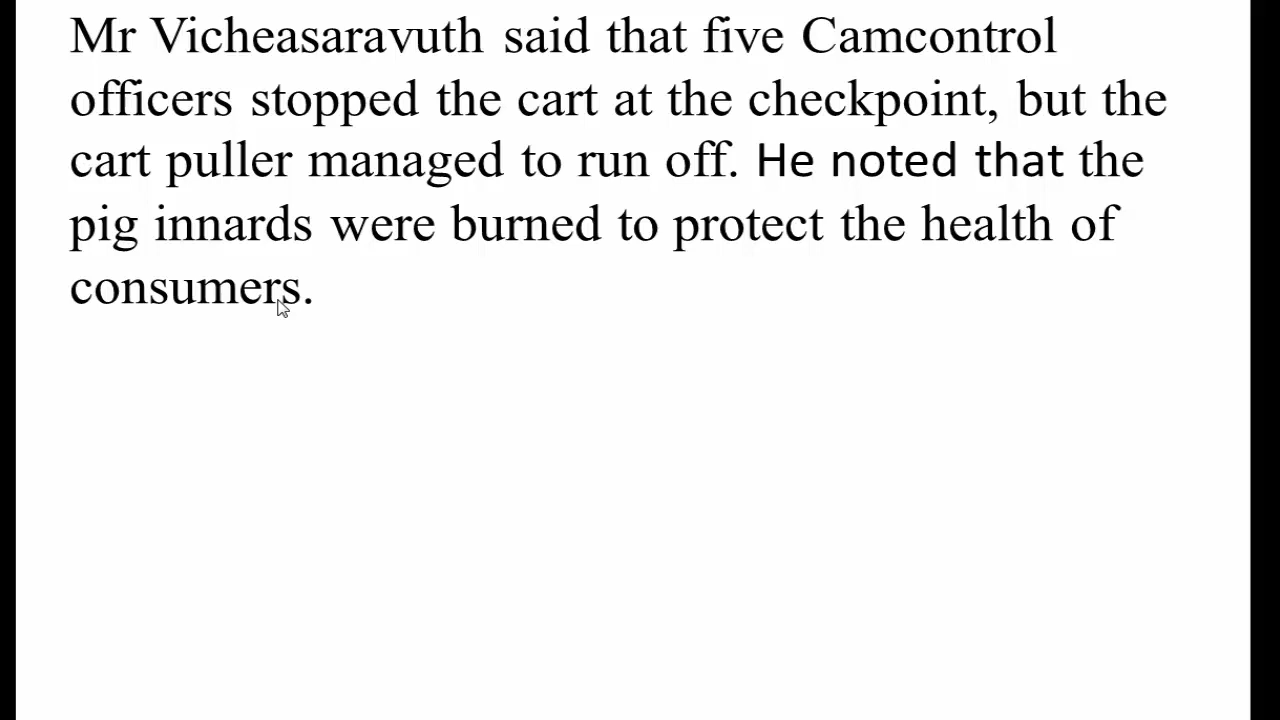 Mr Vicheasaravuth said that five Camcontrol
officers stopped the cart at the checkpoint, but the
cart puller managed to run off. He noted that the
pig innards were burned to protect the health of
consumers.